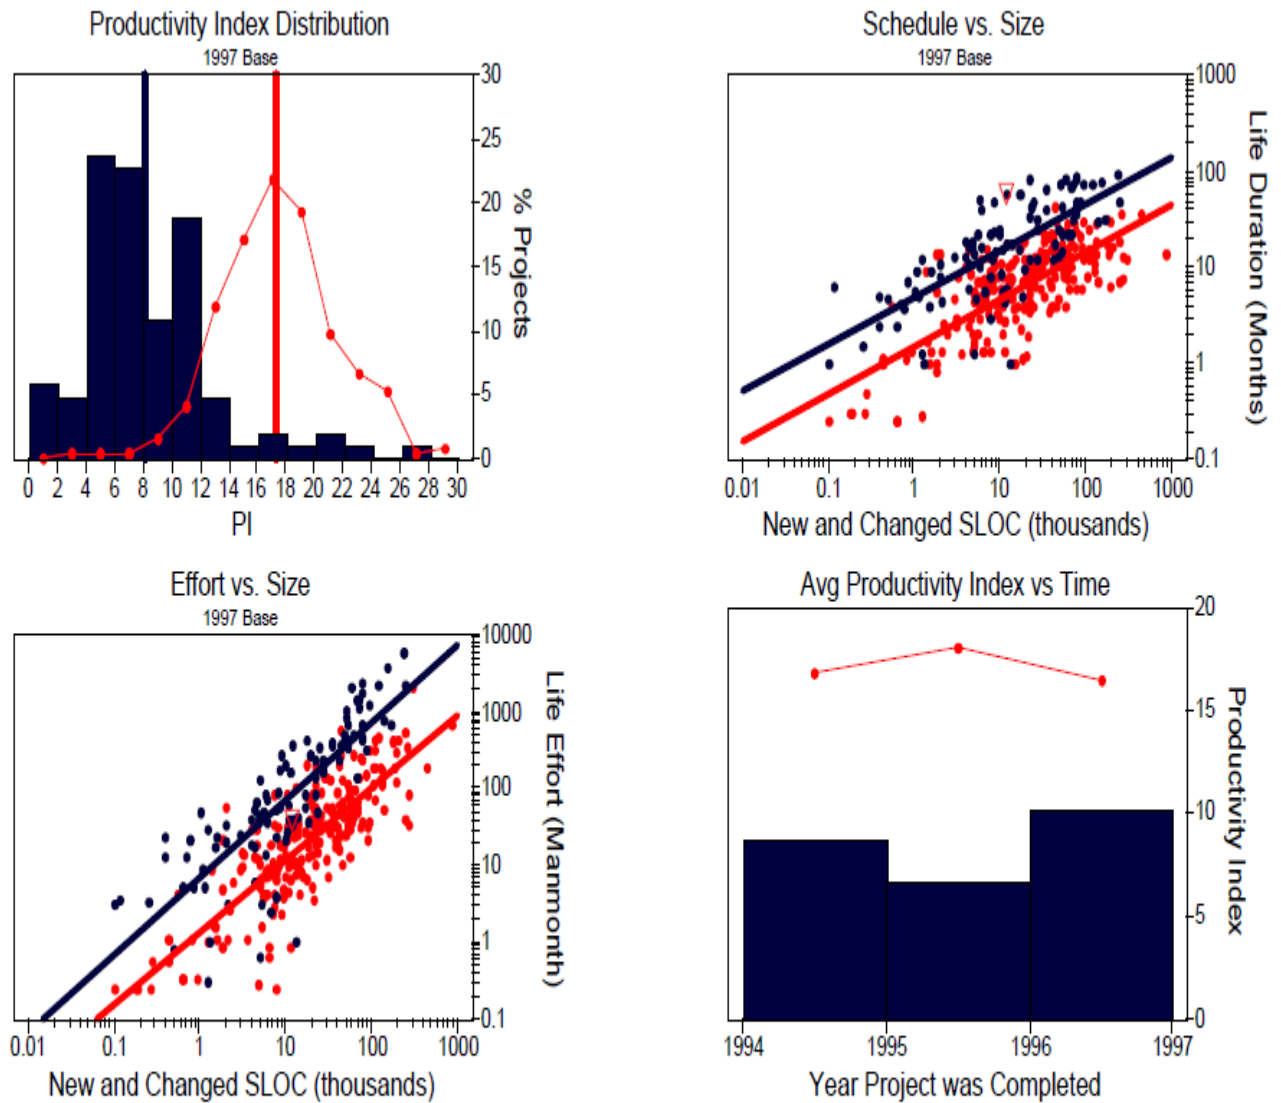 Productivity Index Distribution
1997 Base
30
25
20
15
10
5
0
% Projects
0 2 4 6 8 10 12 14 16 18 20 22 24 26 28 30
PI
Schedule vs. Size
1997 Base
1000
100
10
1
0.1
Life Duration (Months)
0.01 0.1 1 10 100 1000
New and Changed SLOC (thousands)
Effort vs. Size
1997 Base
10000
1000
100
10
1
0.1
Life Effort (Manmonth)
0.01 0.1 1 10 100 1000
New and Changed SLOC (thousands)
Avg Productivity Index vs Time
20
15
10
5
0
Productivity Index
1994 1995 1996 1997
Year Project was Completed